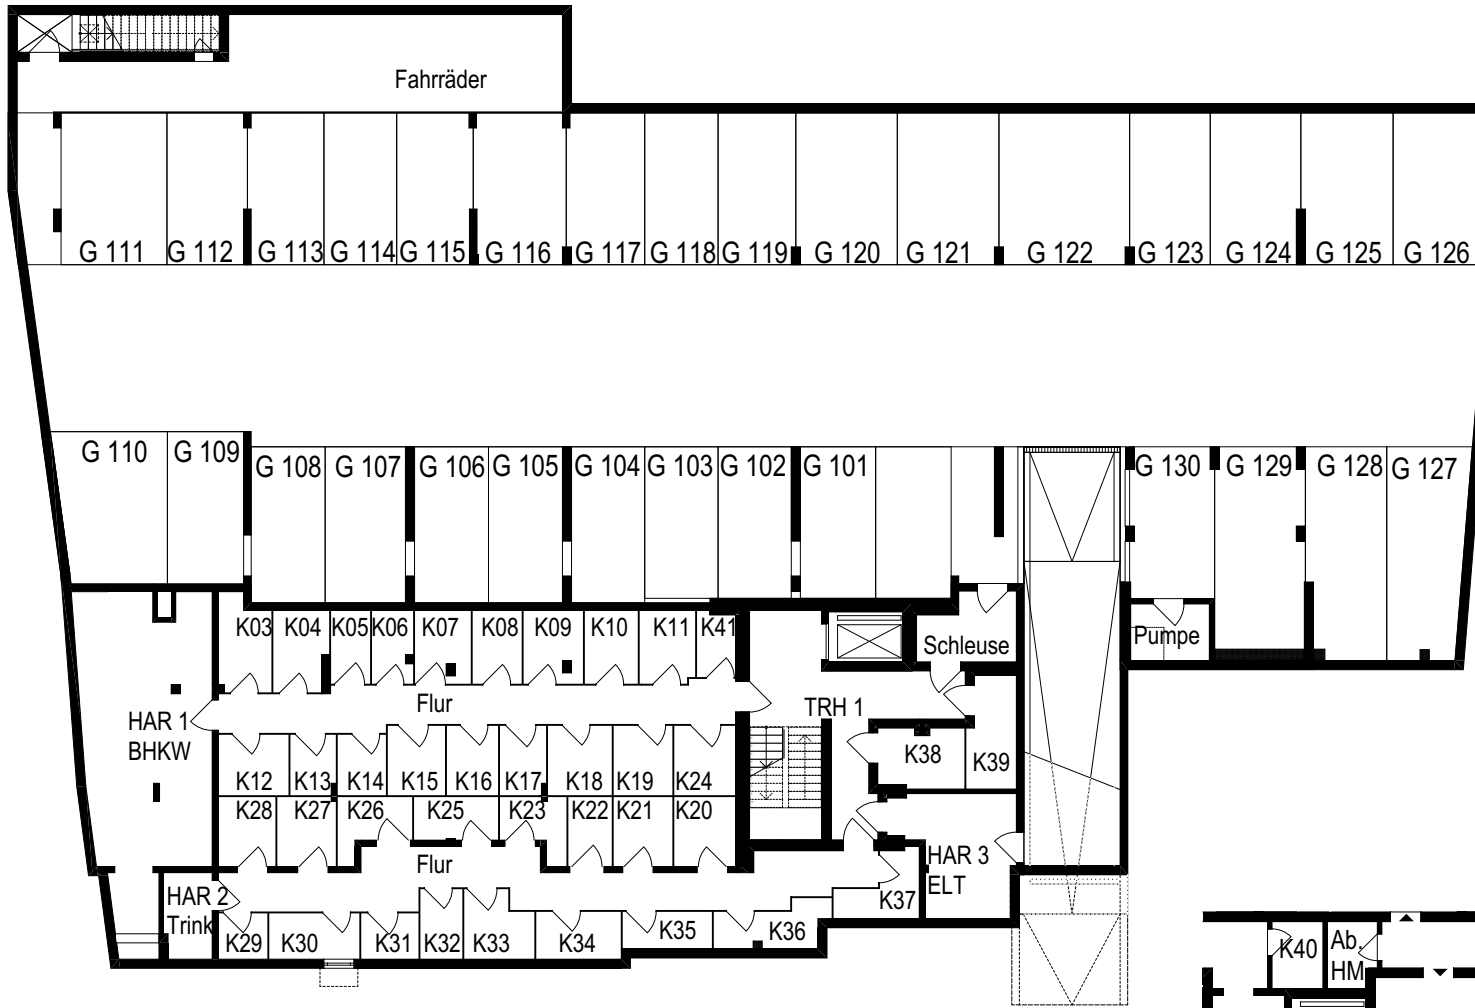 Fahrräder
G 111
G 112
G 113
G 114
G 115
G 116
G 117
G 118
G 119
G 120
G 121
G 122
G 123
G 124
G 125
G 126
G 110
G 109
G 108
G 107
G 106
G 105
G 104
G 103
G 102
G 101
G 130
G 129
G 128
G 127
K03
K04
K05
K06
K07
K08
K09
K10
K11
K41
Schleuse
Pumpe
Flur
TRH 1
HAR 1
BHKW
K12
K13
K14
K15
K16
K17
K18
K19
K24
K38
K39
K28
K27
K26
K25
K23
K22
K21
K20
Flur
HAR 3
ELT
HAR 2
Trink
K37
K29
K30
K31
K32
K33
K34
K35
K36
K40
Ab.
HM